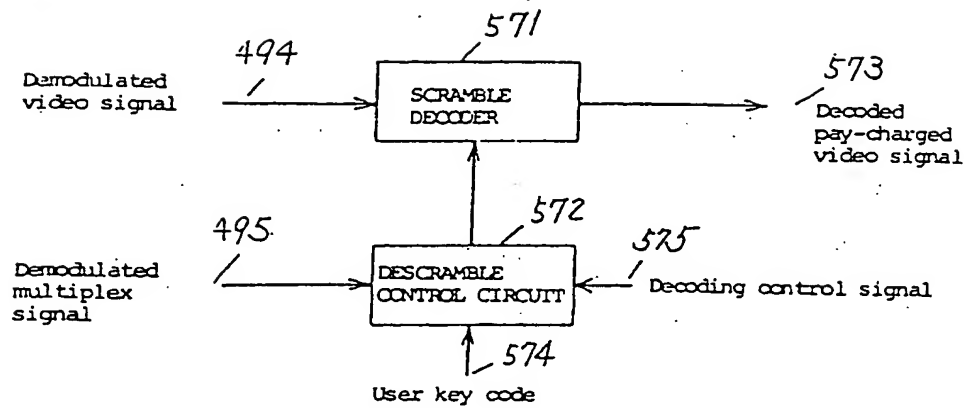 571
494
573
Demodulated
video signal
SCRAMBLE
DECODER
Decoded
pay-charged
video signal
572
495
575
Demodulated
multiplex
signal
DESCRAMBLE
CONTROL CIRCUIT
Decoding control signal
574
User key code